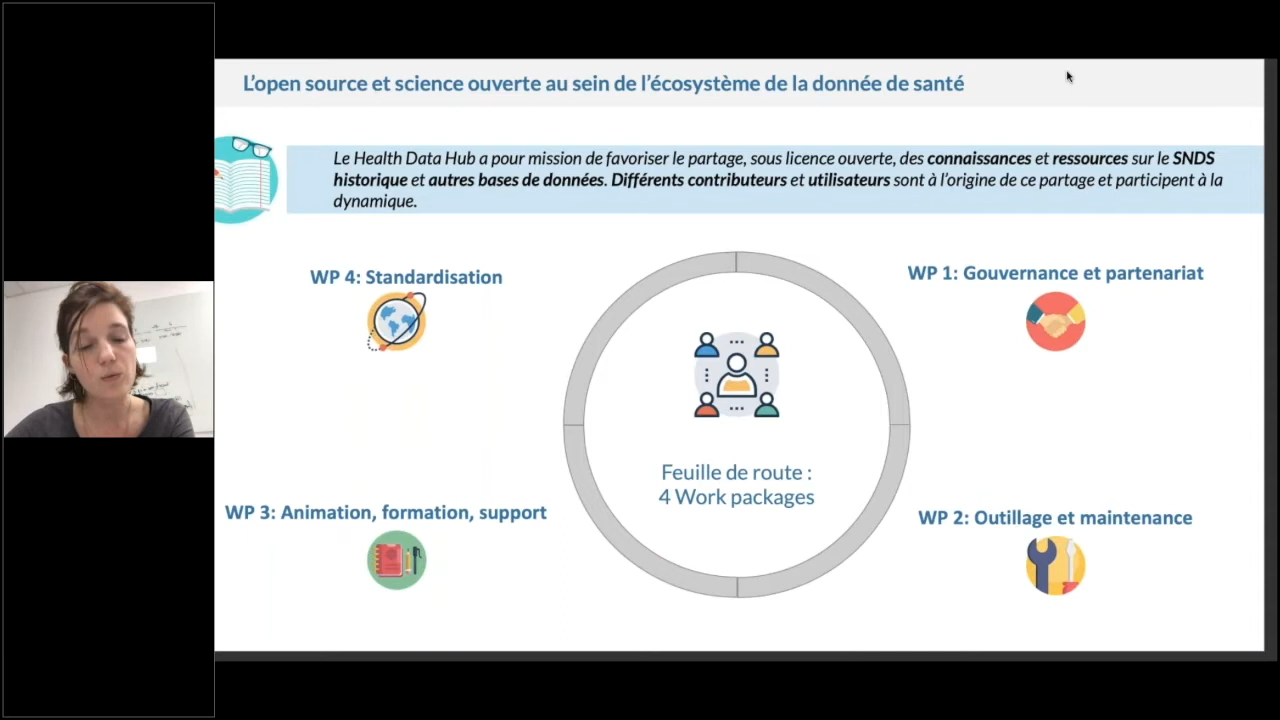 L'open source et science ouverte au sein de l'écosystème de la donnée de santé
Le Health Data Hub a pour mission de favoriser le partage, sous licence ouverte, des connaissances et ressources sur le SNDS
historique et autres bases de données. Différents contributeurs et utilisateurs sont à l'origine de ce partage et participent à la
dynamique.
WP 4: Standardisation
WP 1: Gouvernance et partenariat
Feuille de route :
4 Work packages
WP 3: Animation, formation, support
WP 2: Outillage et maintenance